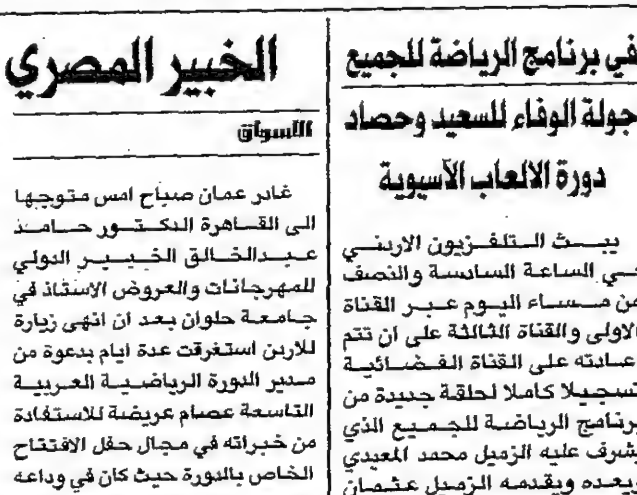 في برنامج الرياضة للجميع
جولة الوفاء للسعيد وحصاد
دورة الالعاب الآسيوية
يبـث التلفزيون الاردني
في الساعة السادسة والنصف
من مساء اليوم عبر القناة
الاولى والقناة الثالثة على ان تتم
عادته على القناة الفضائية
تسجيلا كاملا لحلقة جديدة من
برنامج الرياضة للجميع الذي
يشرف عليه الزميل محمد المعيدي
ويعده ويقدمه الزميل عثمان
الخبير المصري
الاسواق
غادر عمان صباح امس متوجها
الى القاهرة الدكتور حامد
عبدالخالق الخبير الدولي
للمهرجانات والعروض الاستاذ في
جامعة حلوان بعد ان انهى زيارة
للاردن استغرقت عدة ايام بدعوة من
مدير الدورة الرياضية العربية
التاسعة عصام عريضة للاستفادة
من خبراته في مجال حفل الافتتاح
الخاص بالدورة حيث كان في وداعه